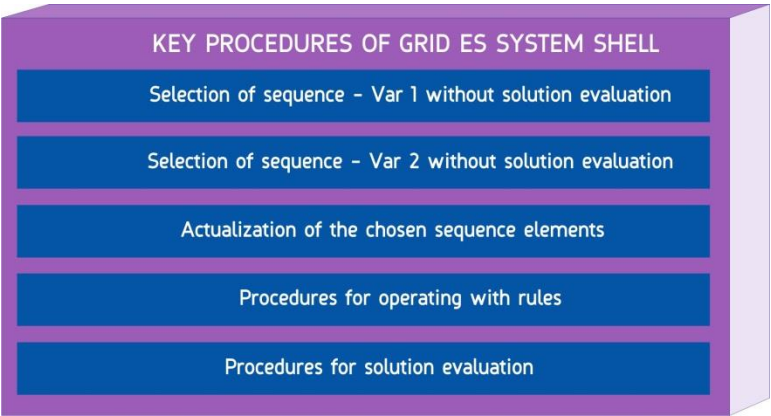 KEY PROCEDURES OF GRID ES SYSTEM SHELL
Selection of sequence – Var 1 without solution evaluation
Selection of sequence – Var 2 without solution evaluation
Actualization of the chosen sequence elements
Procedures for operating with rules
Procedures for solution evaluation